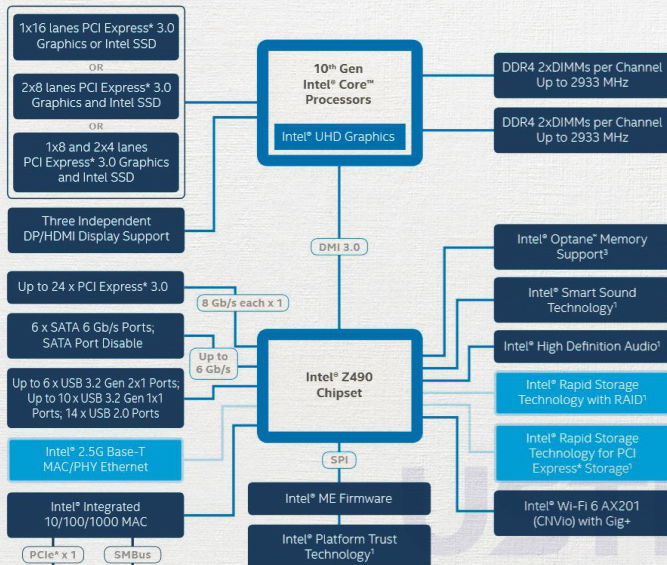 1x16 lanes PCI Express* 3.0
Graphics or Intel SSD
OR
2x8 lanes PCI Express* 3.0
Graphics and Intel SSD
OR
1x8 and 2x4 lanes
PCI Express* 3.0 Graphics
and Intel SSD
Three Independent
DP/HDMI Display Support
10th Gen
Intel® Core™
Processors
Intel® UHD Graphics
DDR4 2xDIMMs per Channel
Up to 2933 MHz
DDR4 2xDIMMs per Channel
Up to 2933 MHz
DMI 3.0
Up to 24 x PCI Express* 3.0
8 Gb/s each x 1
6 x SATA 6 Gb/s Ports;
SATA Port Disable
Up to
6 Gb/s
Up to 6 x USB 3.2 Gen 2x1 Ports;
Up to 10 x USB 3.2 Gen 1x1
Ports; 14 x USB 2.0 Ports
Intel® 2.5G Base-T
MAC/PHY Ethernet
Intel® Integrated
10/100/1000 MAC
PCIe* x 1
SMBus
Intel® Z490
Chipset
SPI
Intel® ME Firmware
Intel® Platform Trust
Technology¹
Intel® Optane™ Memory
Support³
Intel® Smart Sound
Technology¹
Intel® High Definition Audio¹
Intel® Rapid Storage
Technology with RAID¹
Intel® Rapid Storage
Technology for PCI
Express* Storage¹
Intel® Wi-Fi 6 AX201
(CNVio) with Gig+